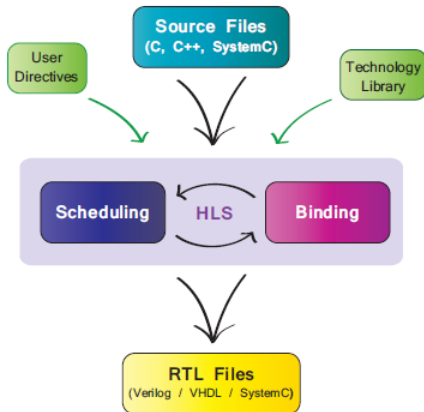 Source Files
(C, C++, SystemC)
User
Directives
Technology
Library
Scheduling
HLS
Binding
RTL Files
(Verilog / VHDL / SystemC)